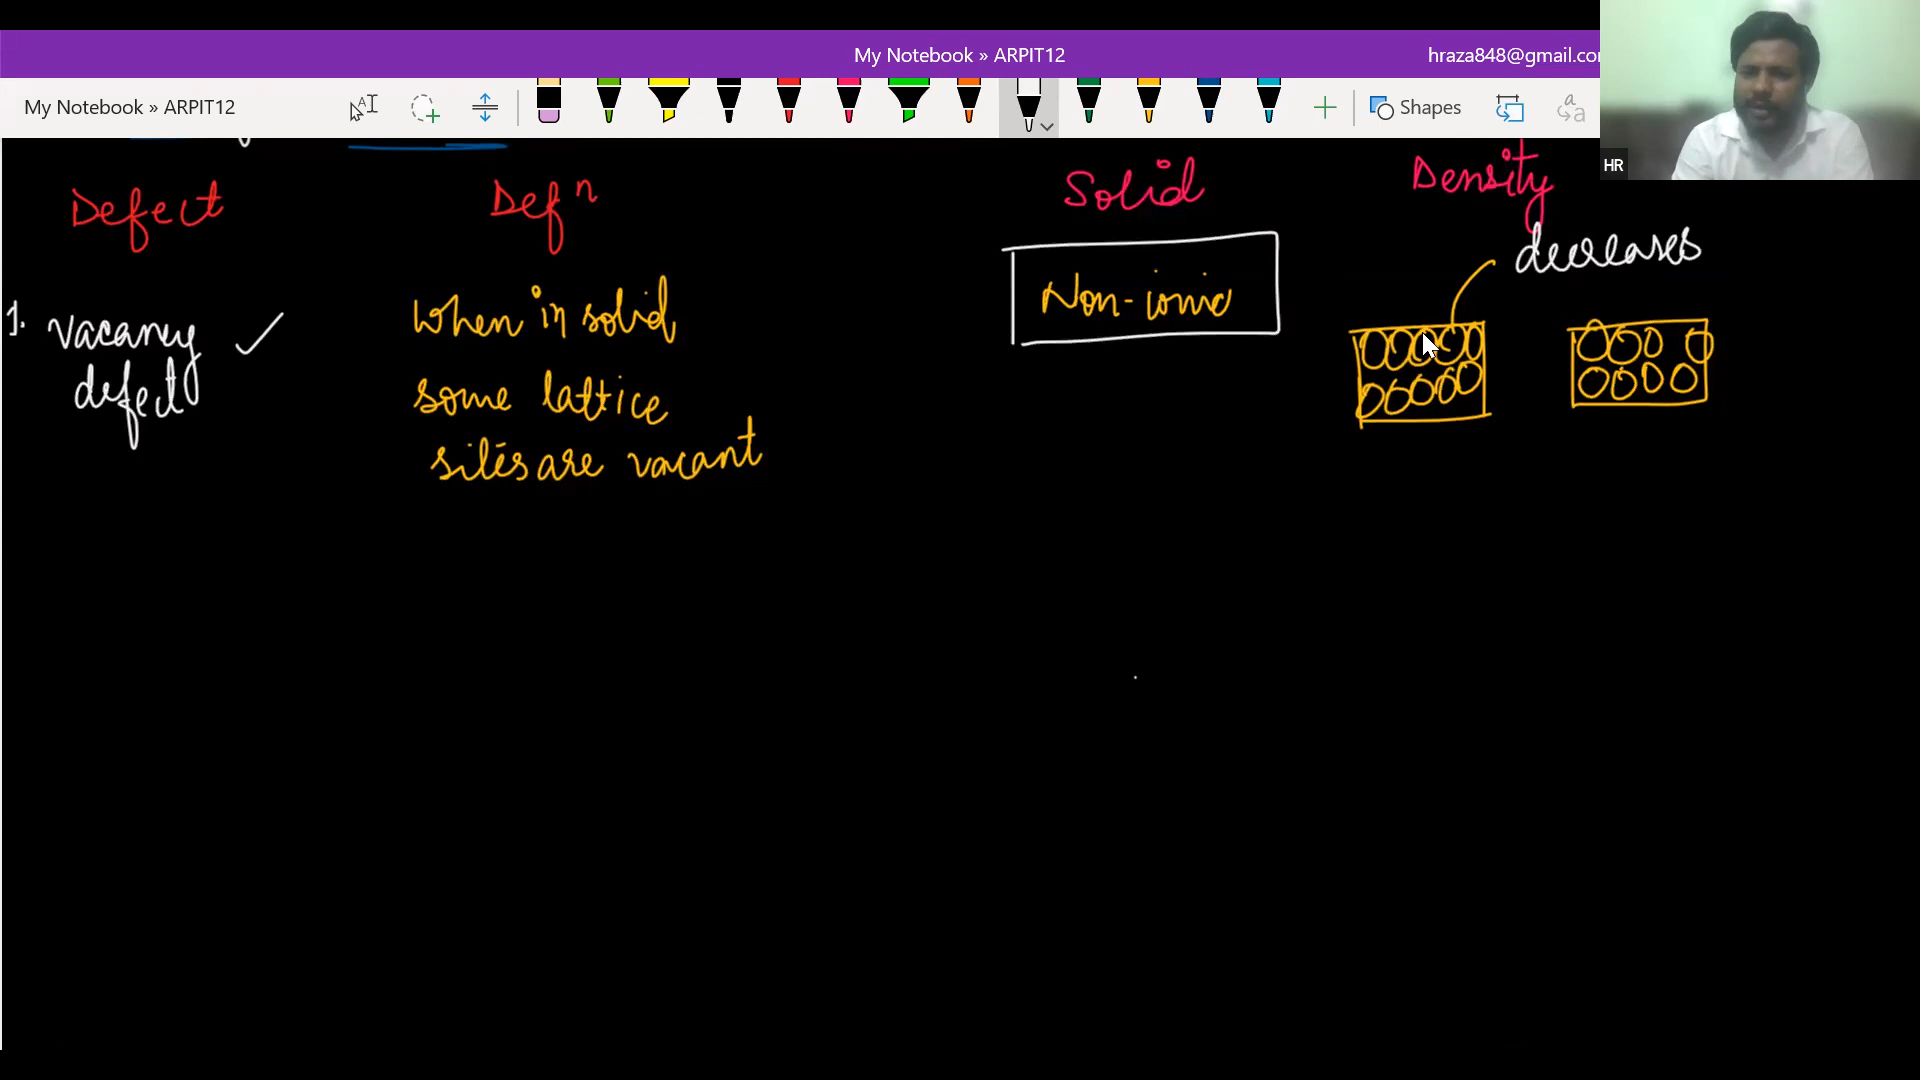 My Notebook » ARPIT12
hraza848@gmail.co
My Notebook » ARPIT12
Shapes
HR
Defect
Defⁿ
Solid
Density
decreases
1. vacancy
defect
When in solid
some lattice
sites are vacant
Non-ionic